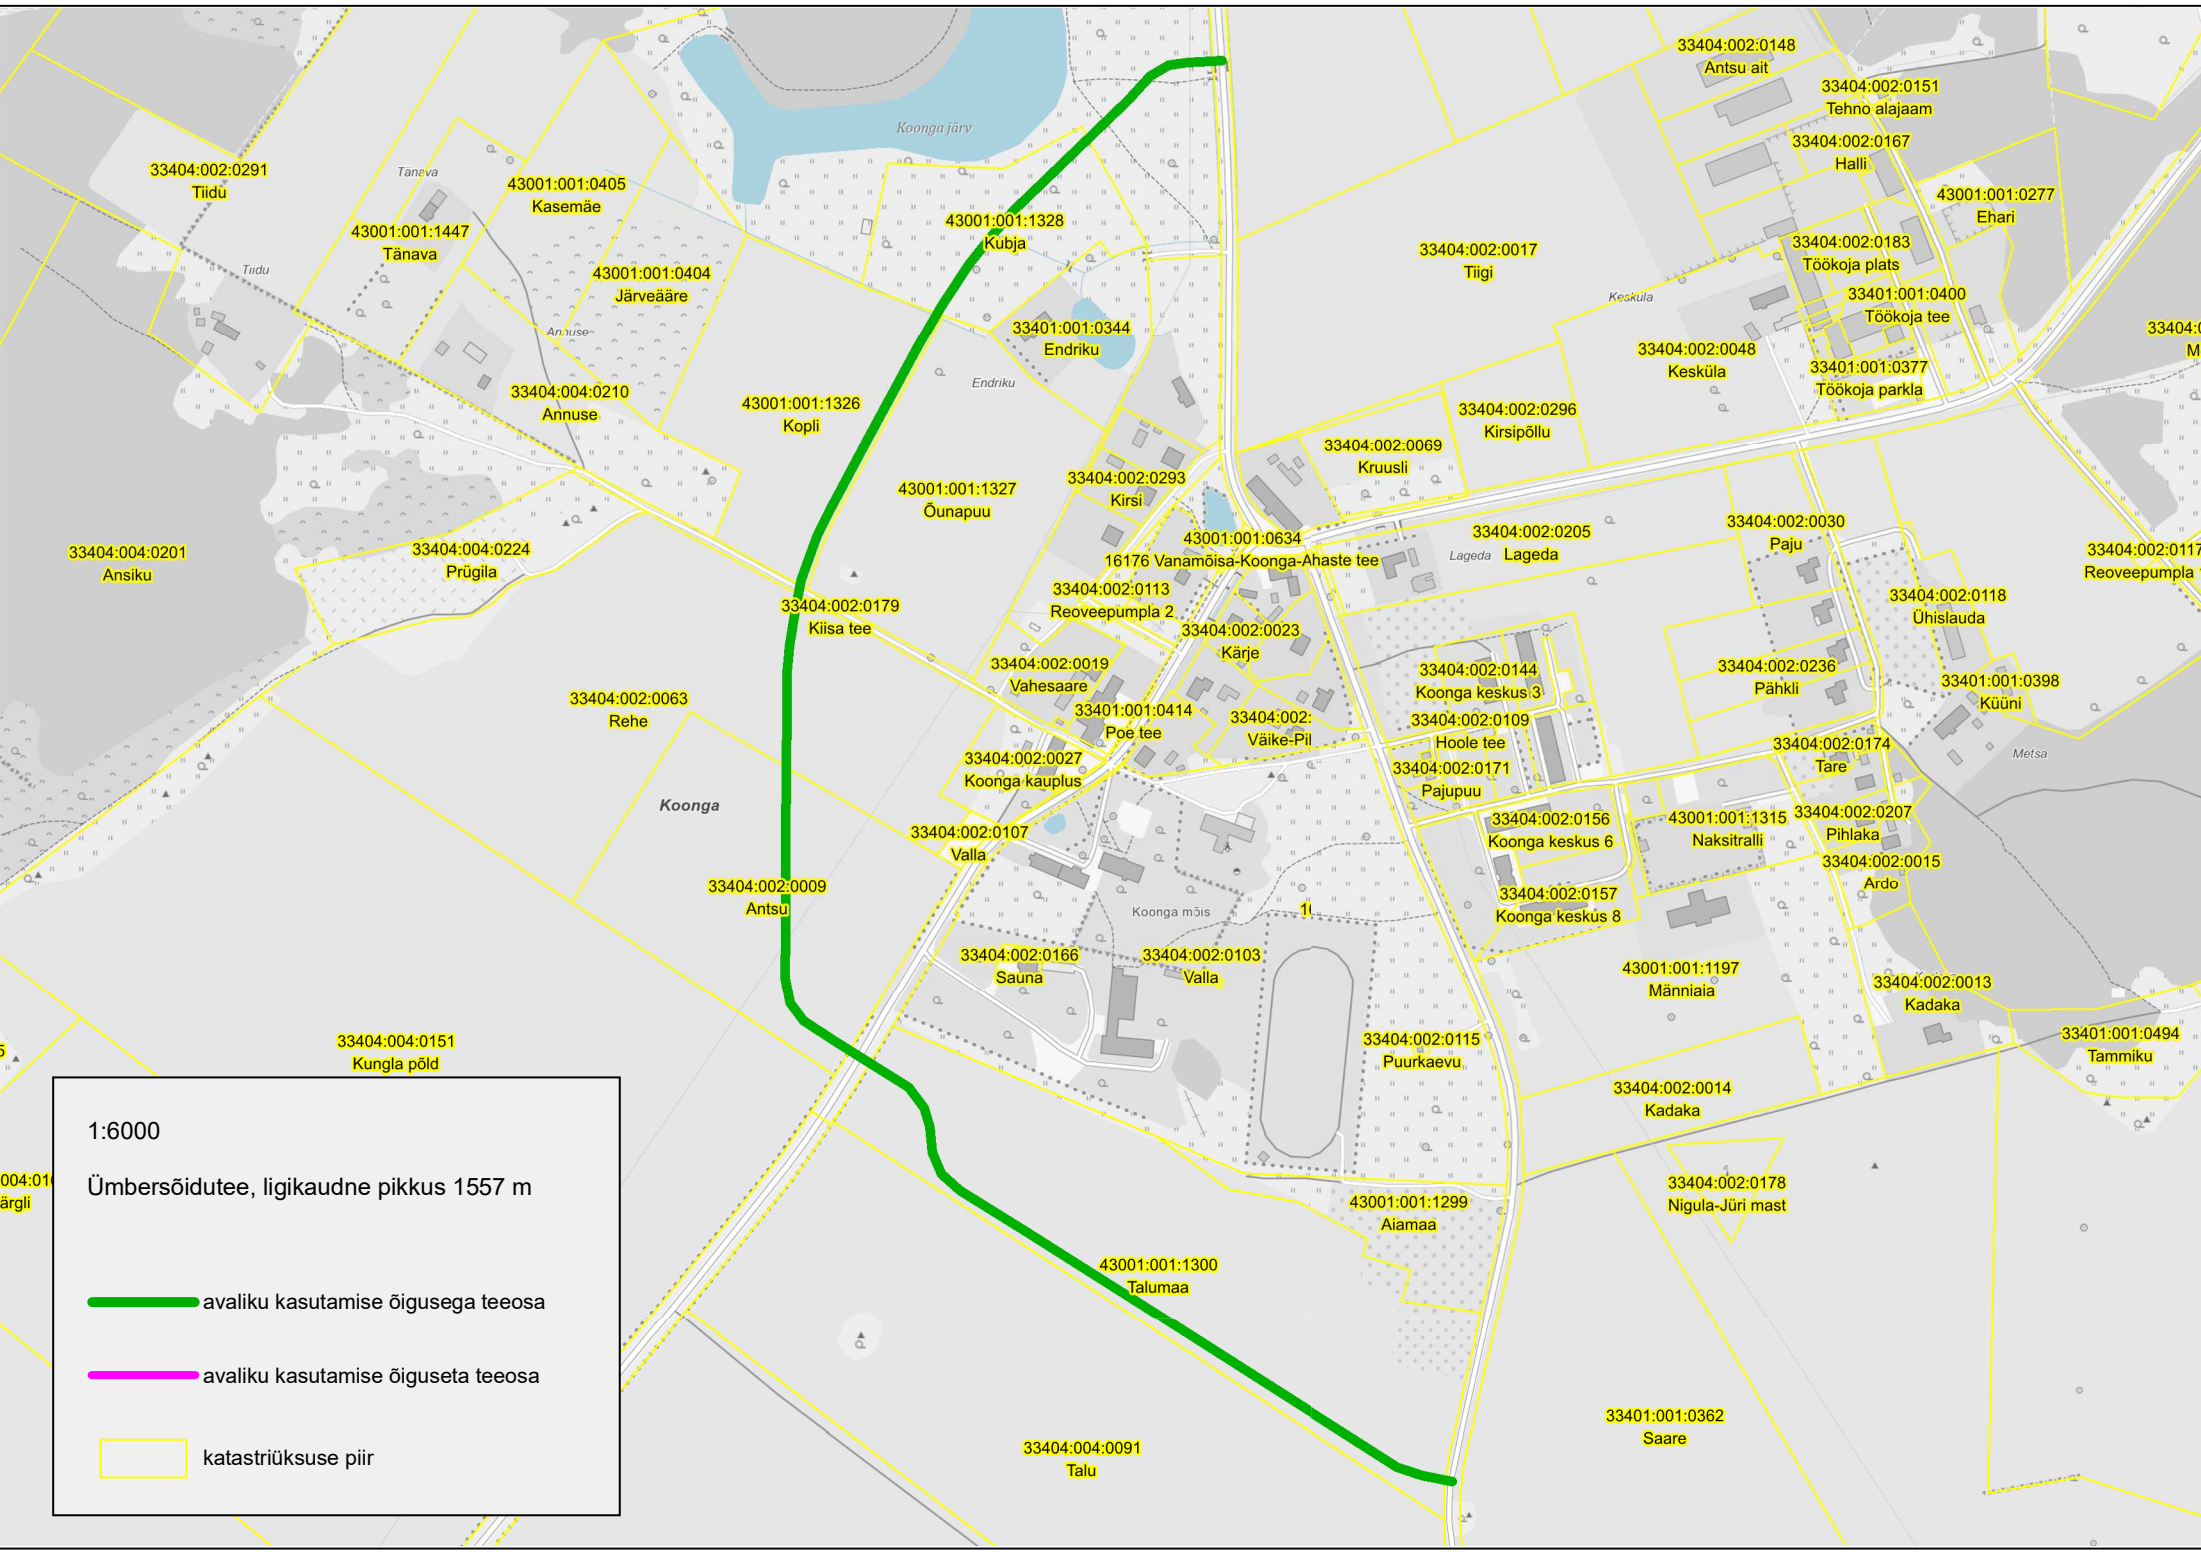 33404:002:0148
Antsu ait
33404:002:0151
Tehno alajaam
Koonga järv
33404:002:0167
Halli
33404:002:0291
Tiidu
Tänava
43001:001:0405
Kasemäe
43001:001:0277
Ehari
43001:001:1328
Kubja
43001:001:1447
Tänava
33404:002:0017
Tiigi
33404:002:0183
Töökoja plats
Tiidu
43001:001:0404
Järveääre
Kesküla
33401:001:0400
Töökoja tee
Annuse
33401:001:0344
Endriku
33404:0
M
33404:002:0048
Kesküla
33401:001:0377
Töökoja parkla
Endriku
33404:004:0210
Annuse
43001:001:1326
Kopli
33404:002:0296
Kirsipõllu
33404:002:0069
Kruusli
33404:002:0293
Kirsi
43001:001:1327
Õunapuu
33404:002:0030
Paju
33404:002:0205
Lageda
Lageda
43001:001:0634
16176 Vanamõisa-Koonga-Ahaste tee
33404:004:0201
Ansiku
33404:004:0224
Prügila
33404:002:0117
Reoveepumpla
33404:002:0113
Reoveepumpla 2
33404:002:0118
Ühislauda
33404:002:0179
Kiisa tee
33404:002:0023
Kärje
33404:002:0019
Vahesaare
33404:002:0144
Koonga keskus 3
33404:002:0236
Pähkli
33401:001:0398
Küüni
33404:002:0063
Rehe
33401:001:0414
Poe tee
33404:002:
Väike-Pil
33404:002:0109
Hoole tee
33404:002:0174
Tare
Metsa
33404:002:0027
Koonga kauplus
33404:002:0171
Pajupuu
Koonga
33404:002:0107
Valla
33404:002:0156
Koonga keskus 6
43001:001:1315
Naksitralli
33404:002:0207
Pihlaka
33404:002:0015
Ardo
33404:002:0009
Antsu
33404:002:0157
Koonga keskus 8
Koonga mõis
33404:002:0166
Sauna
33404:002:0103
Valla
43001:001:1197
Männiaia
33404:002:0013
Kadaka
33404:004:0151
Kungla põld
33404:002:0115
Puurkaevu
33401:001:0494
Tammiku
5
33404:002:0014
Kadaka
1:6000
Ümbersõidutee, ligikaudne pikkus 1557 m
004:01
ärgli
33404:002:0178
Nigula-Jüri mast
43001:001:1299
Aiamaa
43001:001:1300
Talumaa
avaliku kasutamise õigusega teeosa
avaliku kasutamise õiguseta teeosa
33401:001:0362
Saare
33404:004:0091
Talu
katastriüksuse piir